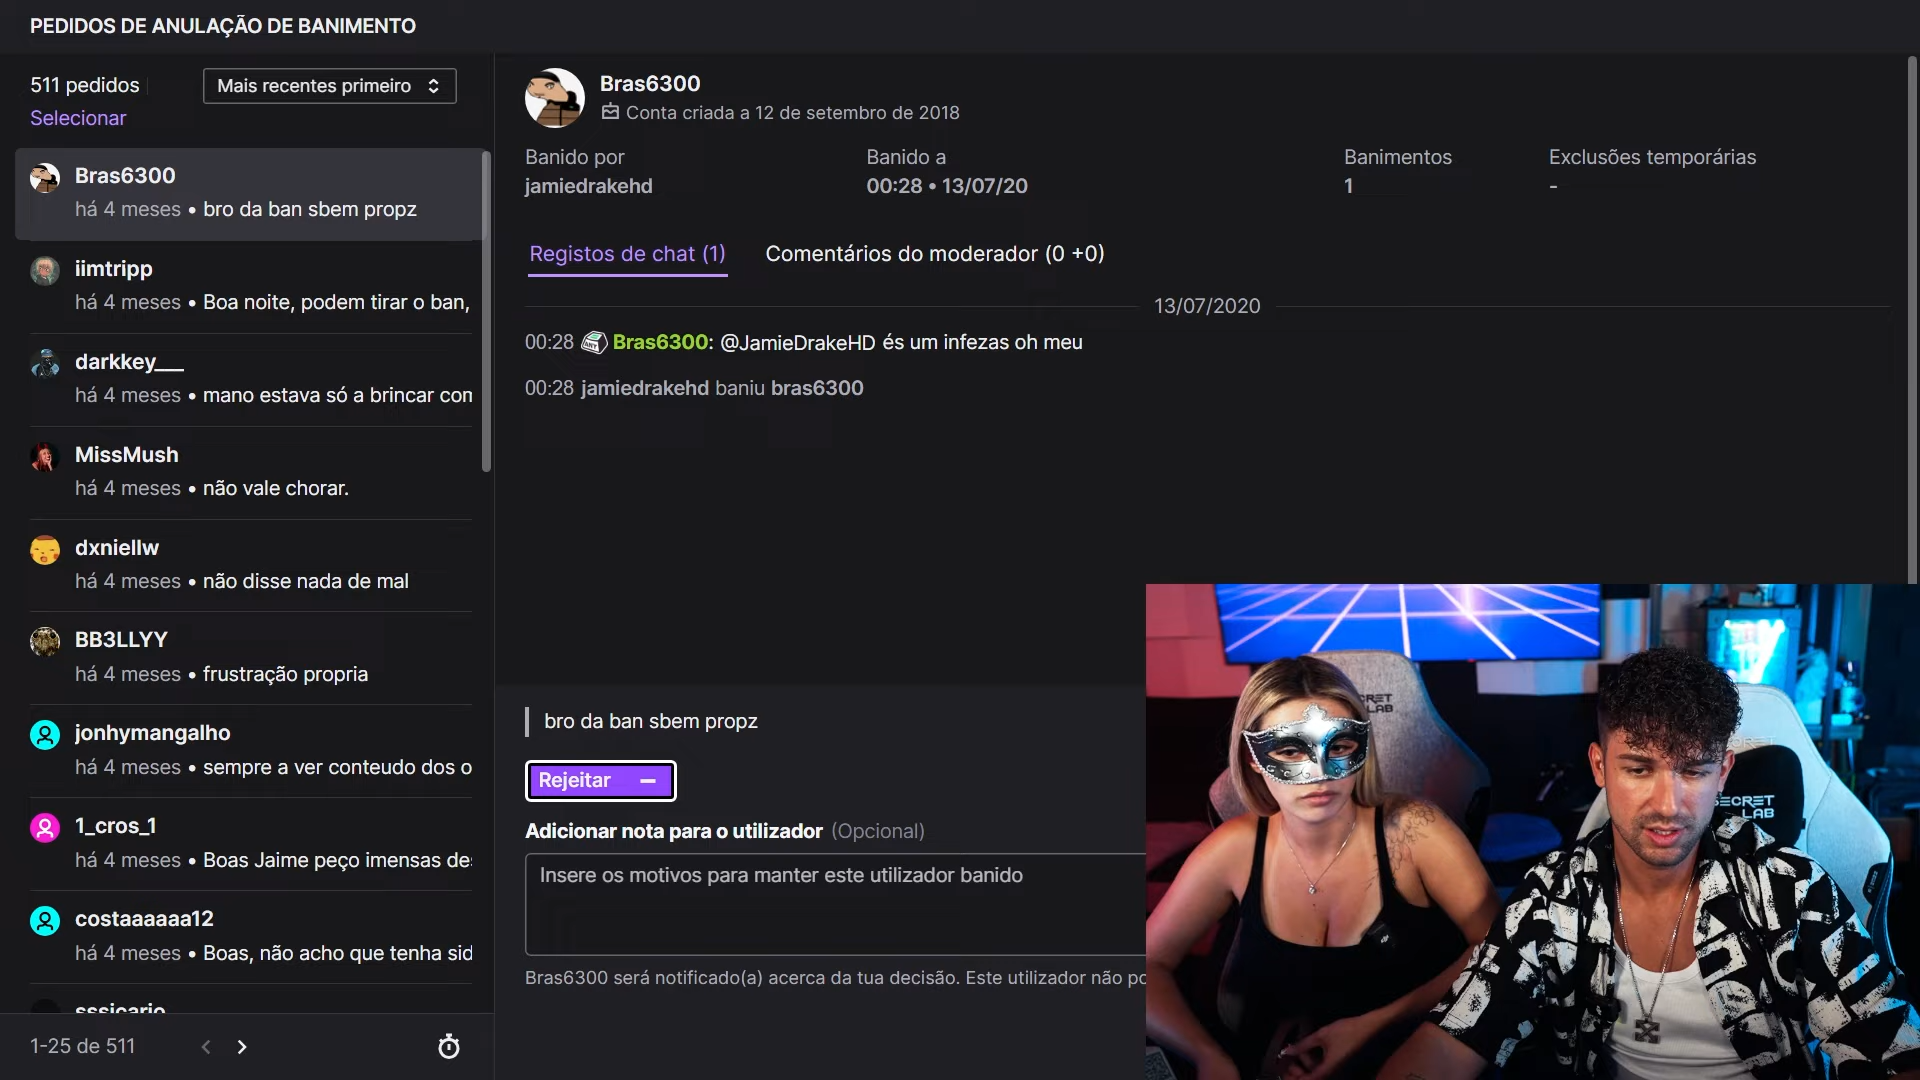 PEDIDOS DE ANULAÇÃO DE BANIMENTO
511 pedidos
Mais recentes primeiro
Selecionar
Bras6300
há 4 meses • bro da ban sbem propz
iimtripp
há 4 meses • Boa noite, podem tirar o ban,
darkkey___
há 4 meses • mano estava só a brincar com
MissMush
há 4 meses • não vale chorar.
dxniellw
há 4 meses • não disse nada de mal
BB3LLYY
há 4 meses • frustração propria
jonhymangalho
há 4 meses • sempre a ver conteudo dos o
1_cros_1
há 4 meses • Boas Jaime peço imensas des
costaaaaaa12
há 4 meses • Boas, não acho que tenha sid
sssicario
1-25 de 511
Bras6300
Conta criada a 12 de setembro de 2018
Banido por
jamiedrakehd
Banido a
00:28 • 13/07/20
Banimentos
1
Exclusões temporárias
-
Registos de chat (1)
Comentários do moderador (0 +0)
13/07/2020
00:28 Bras6300: @JamieDrakeHD és um infezas oh meu
00:28 jamiedrakehd baniu bras6300
bro da ban sbem propz
Rejeitar
Adicionar nota para o utilizador (Opcional)
Insere os motivos para manter este utilizador banido
Bras6300 será notificado(a) acerca da tua decisão. Este utilizador não po
SECRET
LAB